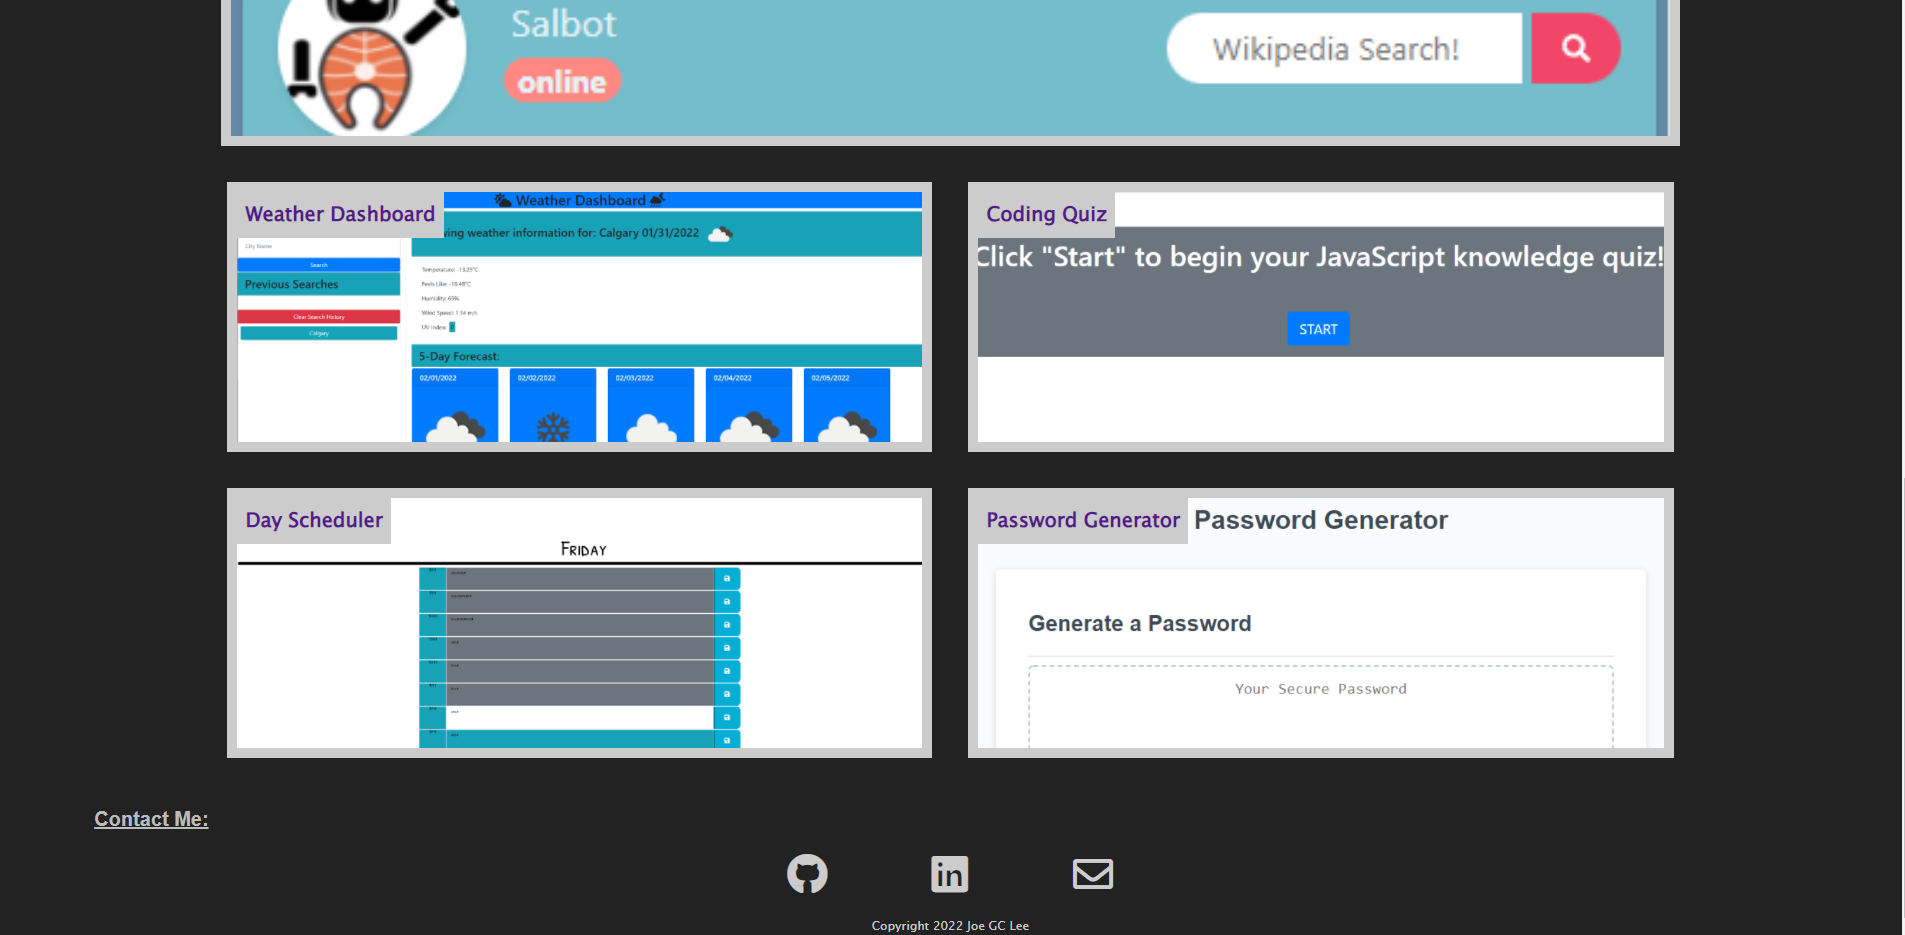 Salbot
online
Wikipedia Search!
Weather Dashboard
Weather Dashboard
wing weather information for: Calgary 01/31/2022
City Name
Search
Previous Searches
Clear Search History
Calgary
Temperature: -13.25°C
Feels Like: -18.48°C
Humidity: 69%
Wind Speed: 1.34 m/s
UV Index:
5-Day Forecast:
02/01/2022
02/02/2022
02/03/2022
02/04/2022
02/05/2022
Coding Quiz
Click "Start" to begin your JavaScript knowledge quiz!
START
Day Scheduler
Friday
Password Generator
Password Generator
Generate a Password
Your Secure Password
Contact Me:
in
Copyright 2022 Joe GC Lee